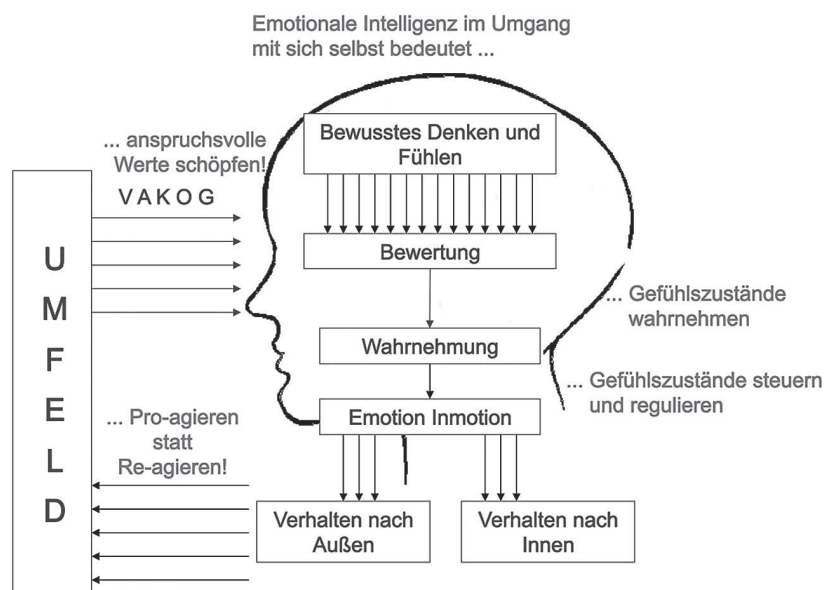 Emotionale Intelligenz im Umgang
mit sich selbst bedeutet ...
... anspruchsvolle
Werte schöpfen!
V A K O G
UMFELD
Bewusstes Denken und
Fühlen
Bewertung
... Gefühlszustände
wahrnehmen
Wahrnehmung
... Gefühlszustände steuern
und regulieren
Emotion Inmotion
... Pro-agieren
statt
Re-agieren!
Verhalten nach
Außen
Verhalten nach
Innen